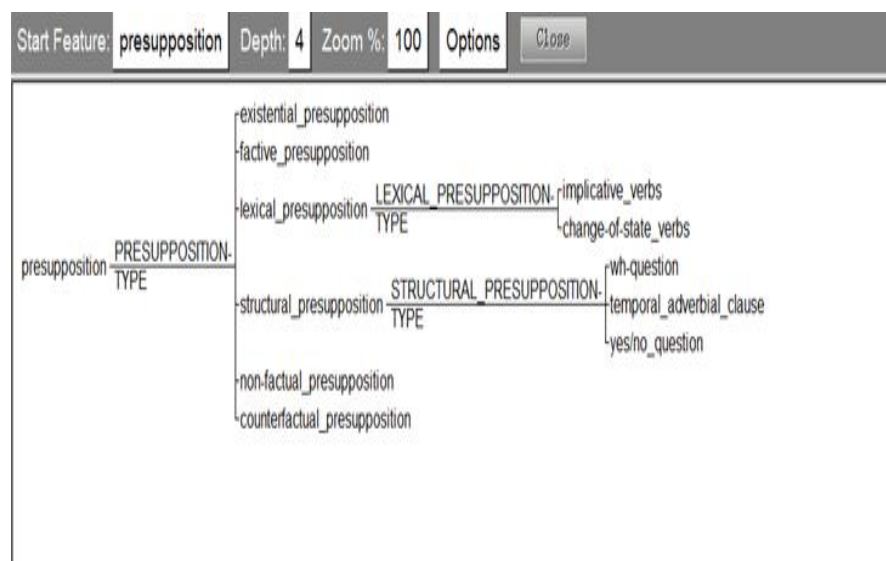 Start Feature: presupposition Depth: 4 Zoom %: 100 Options Close
existential_presupposition
factive_presupposition
lexical_presupposition LEXICAL_PRESUPPOSITION-TYPE
implicative_verbs
change-of-state_verbs
presupposition PRESUPPOSITION-TYPE
structural_presupposition STRUCTURAL_PRESUPPOSITION-TYPE
wh-question
temporal_adverbial_clause
yes/no_question
non-factual_presupposition
counterfactual_presupposition